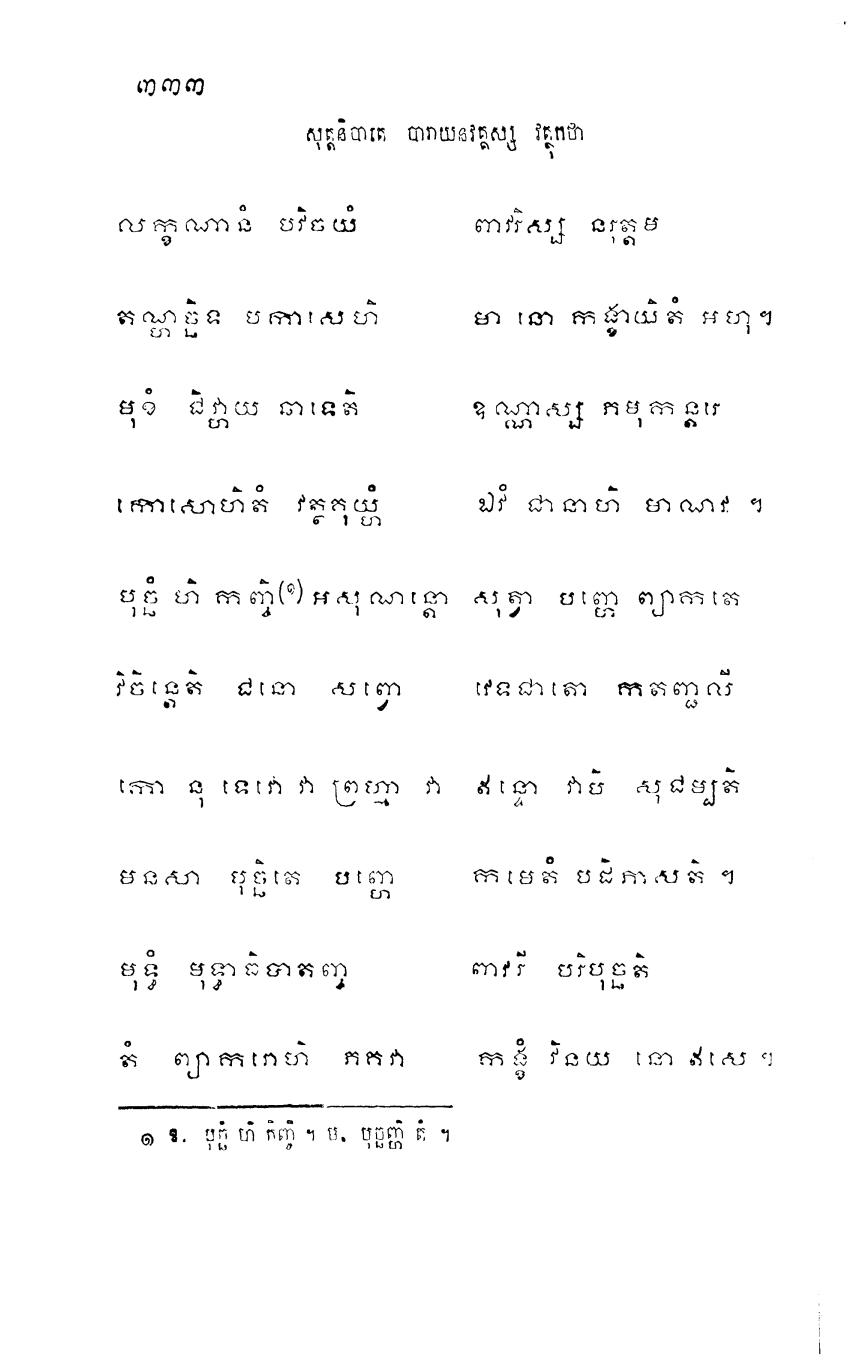 ៣៣៣
សុត្តនិបាតេ បារាយនវគ្គស្ស វត្ថុកថា
លក្ខណានំ បវិចយំ ពាវរិស្ស នរុត្តម
តណ្ហច្ឆិទ បកាសេហិ មា នោ កង្ខាយិតំ អហុ។
មុខំ ជិវ្ហាយ ឆាទេតិ ឧណ្ណាស្ស ភមុកន្តរេ
កោសោហិតំ វត្ថគុយ្ហំ ឯវំ ជានាហិ មាណវ ។
បុច្ឆំ ហិ កញ្ចិ(១) អសុណន្តោ សុត្វា បញ្ហេ ព្យាកតេ
វិចិន្តេតិ ជនោ សព្វោ វេទជាតោ កតញ្ជលី
កោ នុ ទេវោ វា ព្រហ្មា វា ឥន្ទោ វាបិ សុជម្បតិ
មនសា បុច្ឆិតេ បញ្ហេ កមេតំ បដិភាសតិ ។
មុទ្ធំ មុទ្ធាធិបាតញ្ច ពាវរី បរិបុច្ឆតិ
តំ ព្យាករោហិ ភគវា កង្ខំ វិនយ នោ ឥសេ ។
១ ឱ. បុច្ឆំ ហិ កិញ្ចិ ។ ម. បុច្ឆញ្ហិ តំ ។